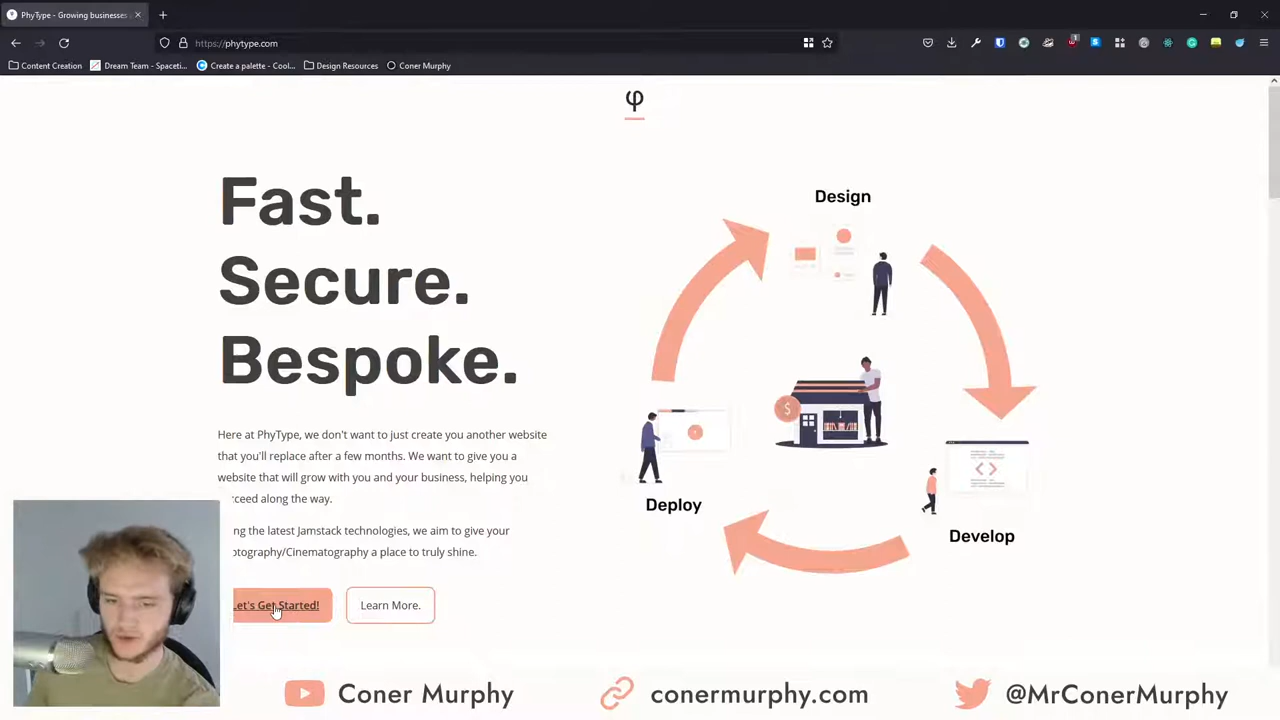 PhyType - Growing businesses
https://phytype.com
Content Creation
Dream Team - Spaceti...
Create a palette - Cool...
Design Resources
Coner Murphy
φ
Fast.
Secure.
Bespoke.
Here at PhyType, we don't want to just create you another website
that you'll replace after a few months. We want to give you a
website that will grow with you and your business, helping you
ceed along the way.
ng the latest Jamstack technologies, we aim to give your
otography/Cinematography a place to truly shine.
Let's Get Started!
Learn More.
Design
$
Deploy
Develop
Coner Murphy
conermurphy.com
@MrConerMurphy